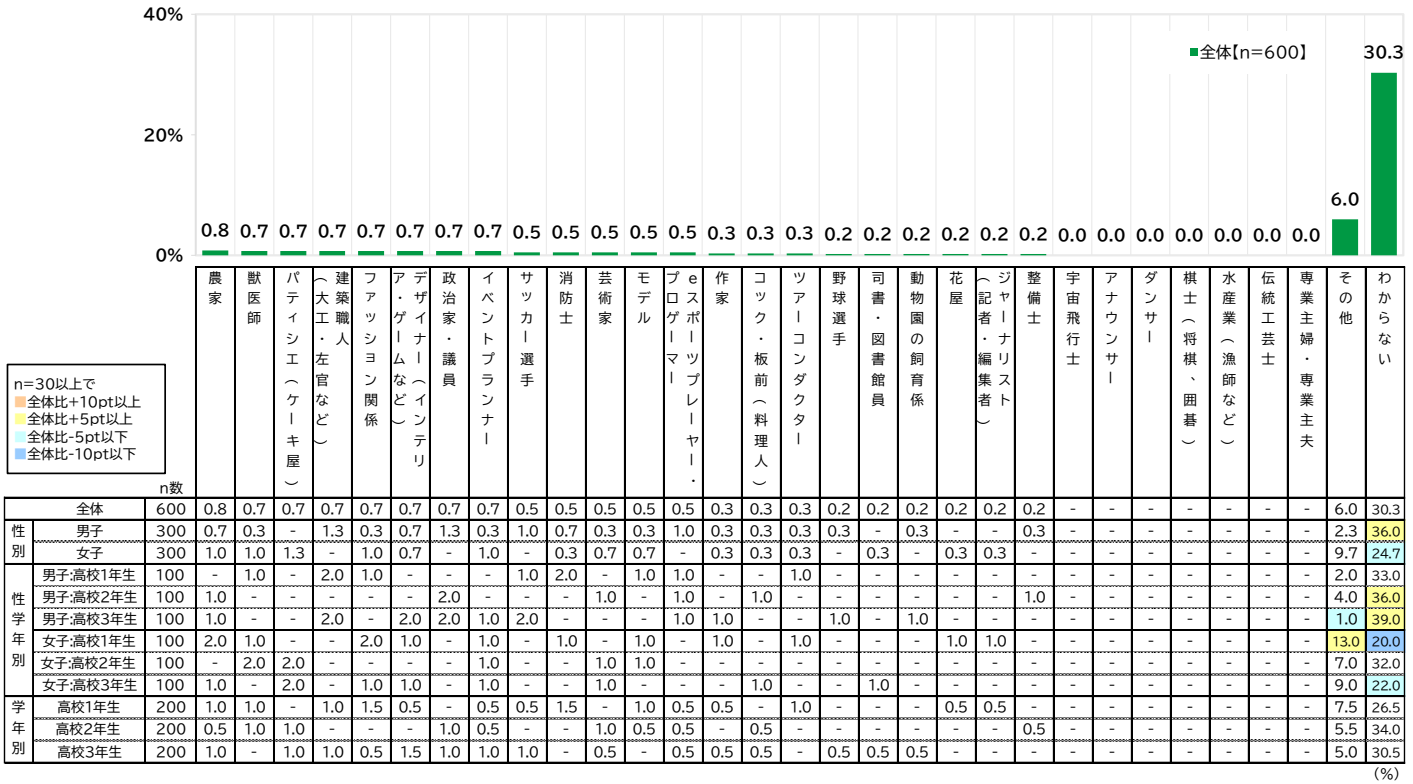 40%
20%
0%
■全体【n=600】
0.8 0.7 0.7 0.7 0.7 0.7 0.7 0.7 0.5 0.5 0.5 0.5 0.5 0.3 0.3 0.3 0.2 0.2 0.2 0.2 0.2 0.2 0.0 0.0 0.0 0.0 0.0 0.0 0.0 6.0 30.3
農家
獣医師
パティシエ(ケーキ屋)
建築職人
(大工・左官など)
ファッション関係
デザイナー(インテリ
ア・ゲームなど)
政治家・議員
イベントプランナー
サッカー選手
消防士
芸術家
モデル
eスポーツプレーヤー・
プロゲーマー
作家
コック・板前(料理人)
ツアーコンダクター
野球選手
司書・図書館員
動物園の飼育係
花屋
ジャーナリスト
(記者・編集者)
整備士
宇宙飛行士
アナウンサー
ダンサー
棋士(将棋、囲碁)
水産業(漁師など)
伝統工芸士
専業主婦・専業主夫
その他
わからない
n=30以上で
全体比+10pt以上
全体比+5pt以上
全体比-5pt以下
全体比-10pt以下
n数
全体 600 0.8 0.7 0.7 0.7 0.7 0.7 0.7 0.7 0.5 0.5 0.5 0.5 0.5 0.3 0.3 0.3 0.2 0.2 0.2 0.2 0.2 0.2 - - - - - - - 6.0 30.3
性別
男子 300 0.7 0.3 - 1.3 0.3 0.7 1.3 0.3 1.0 0.7 0.3 0.3 1.0 0.3 0.3 0.3 0.3 - 0.3 - - 0.3 - - - - - - - 2.3 36.0
女子 300 1.0 1.0 1.3 - 1.0 0.7 - 1.0 - 0.3 0.7 0.7 - 0.3 0.3 0.3 - 0.3 - 0.3 0.3 - - - - - - - - 9.7 24.7
性学年別
男子:高校1年生 100 - 1.0 - 2.0 1.0 - - - 1.0 2.0 - 1.0 1.0 - - 1.0 - - - - - - - - - - - - - 2.0 33.0
男子:高校2年生 100 1.0 - - - - - 2.0 - - - 1.0 - 1.0 - 1.0 - - - - - - 1.0 - - - - - - - 4.0 36.0
男子:高校3年生 100 1.0 - - 2.0 - 2.0 2.0 1.0 2.0 - - - 1.0 1.0 - - 1.0 - 1.0 - - - - - - - - - - 1.0 39.0
女子:高校1年生 100 2.0 1.0 - - 2.0 1.0 - 1.0 - 1.0 - 1.0 - 1.0 - 1.0 - - - 1.0 1.0 - - - - - - - - 13.0 20.0
女子:高校2年生 100 - 2.0 2.0 - - - - 1.0 - - 1.0 1.0 - - - - - - - - - - - - - - - - - 7.0 32.0
女子:高校3年生 100 1.0 - 2.0 - 1.0 1.0 - 1.0 - - 1.0 - - - 1.0 - - 1.0 - - - - - - - - - - - 9.0 22.0
学年別
高校1年生 200 1.0 1.0 - 1.0 1.5 0.5 - 0.5 0.5 1.5 - 1.0 0.5 0.5 - 1.0 - - - 0.5 0.5 - - - - - - - - 7.5 26.5
高校2年生 200 0.5 1.0 1.0 - - - 1.0 0.5 - - 1.0 0.5 0.5 - 0.5 - - - - - - 0.5 - - - - - - - 5.5 34.0
高校3年生 200 1.0 - 1.0 1.0 0.5 1.5 1.0 1.0 1.0 - 0.5 - 0.5 0.5 0.5 - 0.5 0.5 0.5 - - - - - - - - - - 5.0 30.5
(%)